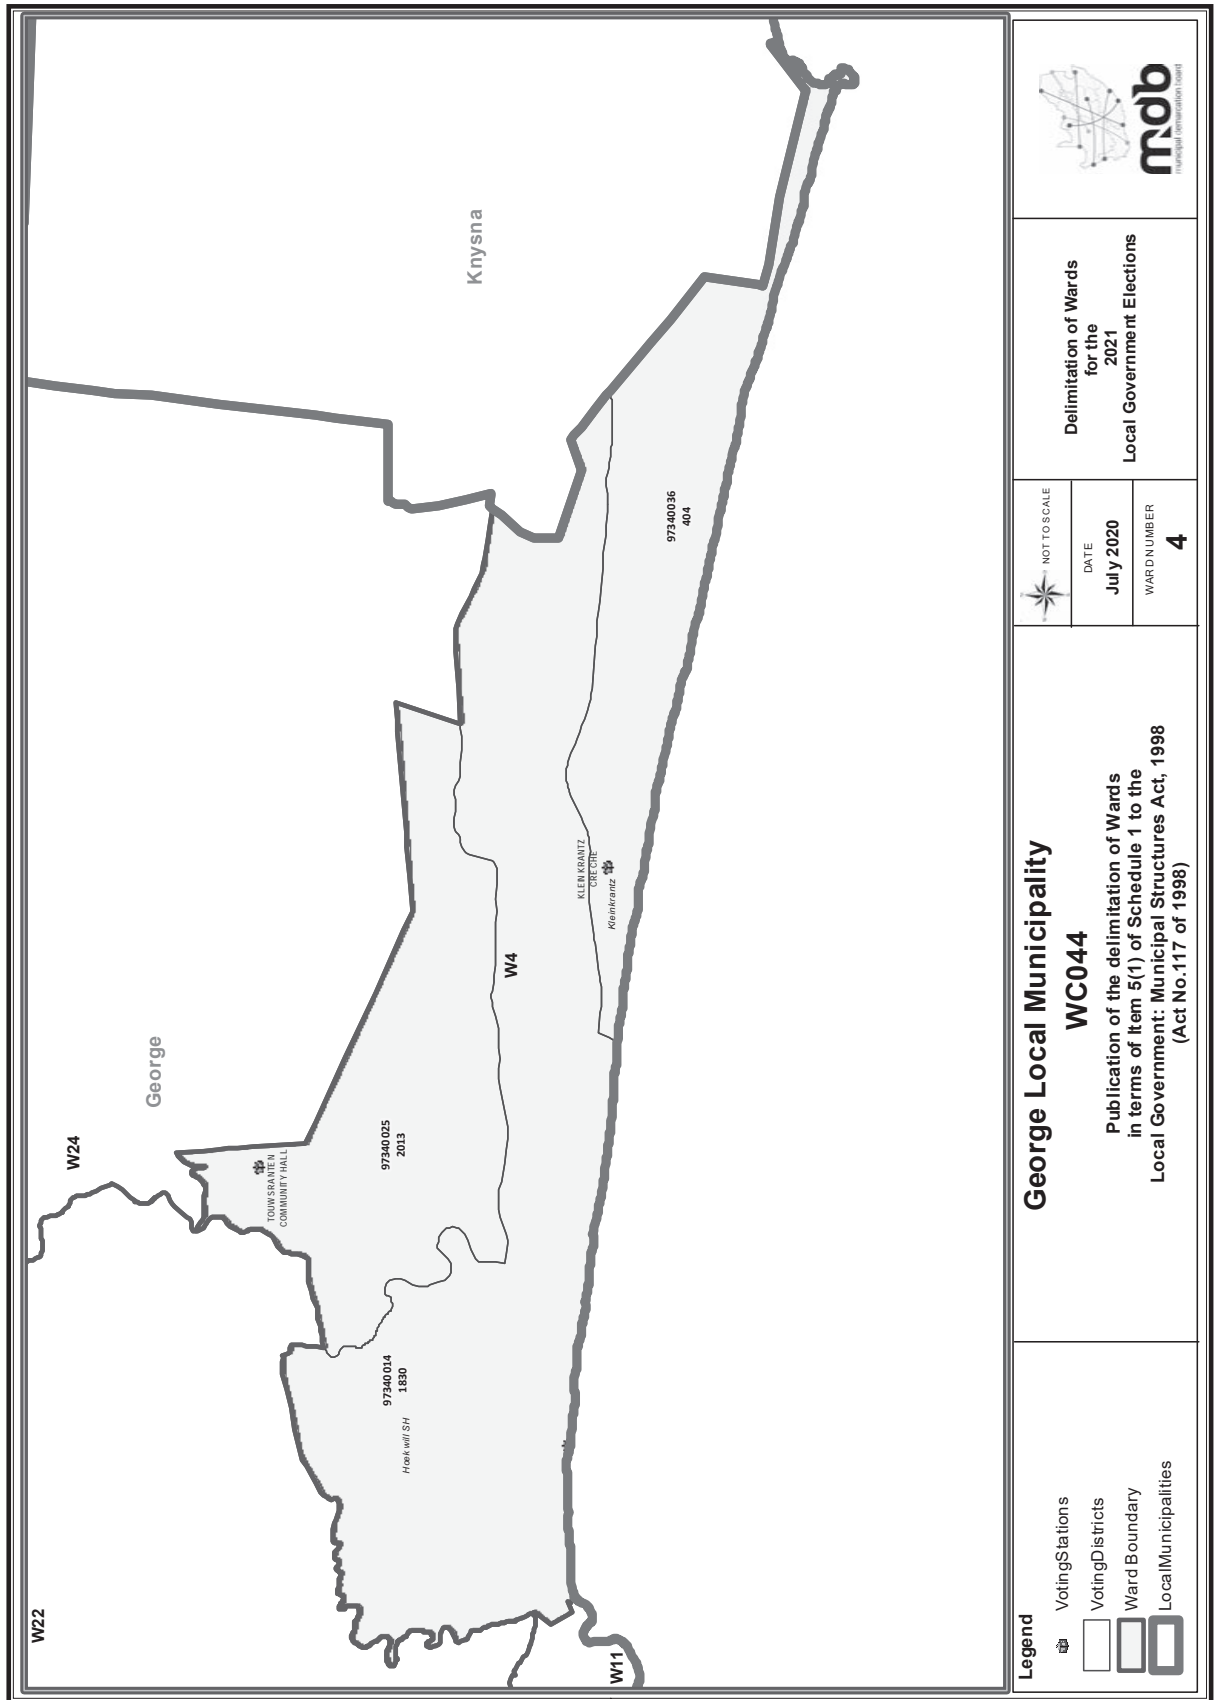 W22
W24
George
Knysna
TOUWSRANTEN
COMMUNITY HALL
97340025
2013
97340014
1830
Hoekwill SH
W4
KLEINKRANTZ
CRECHE
Kleinkrantz
97340036
404
W11
Legend
VotingStations
VotingDistricts
Ward Boundary
LocalMunicipalities
George Local Municipality
WC044
Publication of the delimitation of Wards
in terms of Item 5(1) of Schedule 1 to the
Local Government: Municipal Structures Act, 1998
(Act No.117 of 1998)
NOT TO SCALE
DATE
July 2020
WARD NUMBER
4
Delimitation of Wards
for the
2021
Local Government Elections
mdb
municipal demarcation board